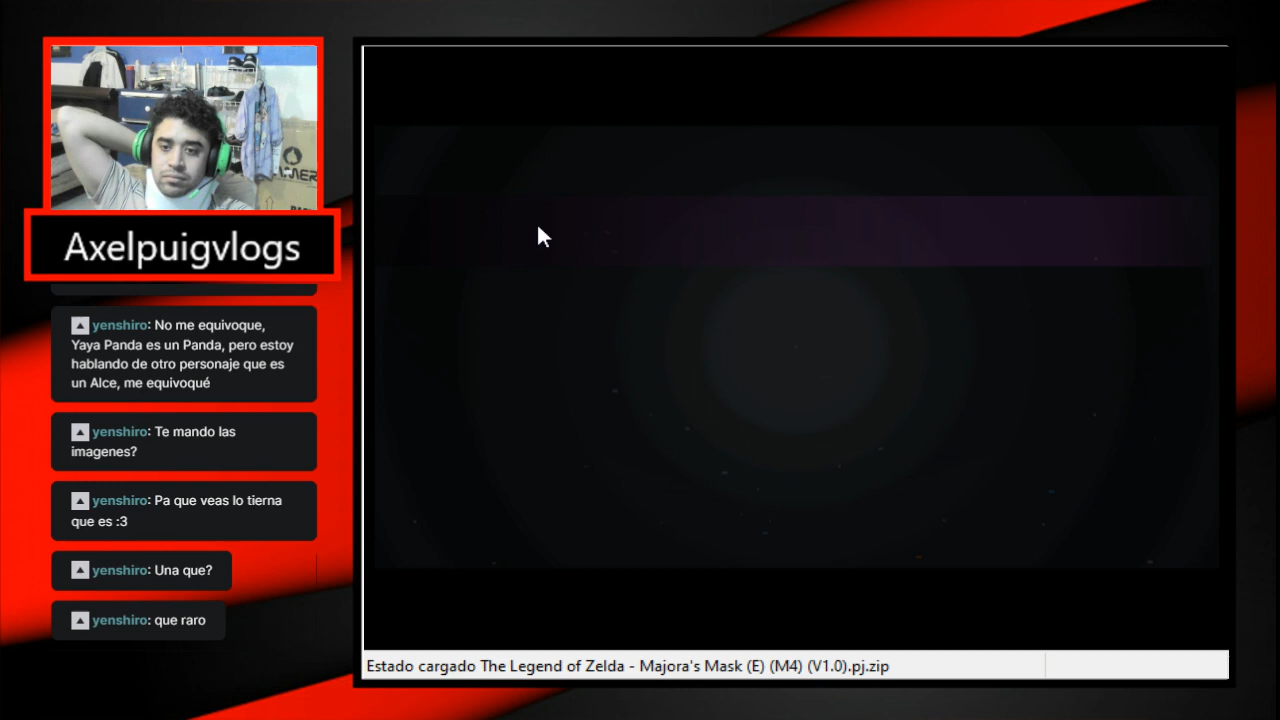 Axelpuigvlogs
yenshiro: No me equivoque,
Yaya Panda es un Panda, pero estoy
hablando de otro personaje que es
un Alce, me equivoqué
yenshiro: Te mando las
imagenes?
yenshiro: Pa que veas lo tierna
que es :3
yenshiro: Una que?
yenshiro: que raro
Estado cargado The Legend of Zelda - Majora's Mask (E) (M4) (V1.0).pj.zip